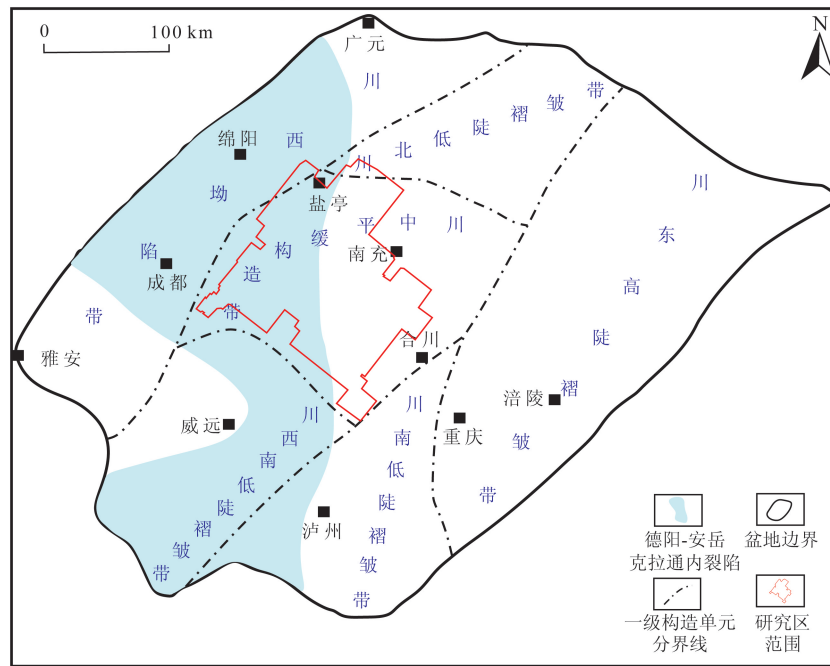 0 100 km
N
广元
绵阳
盐亭
成都
南充
雅安
合川
威远
涪陵
重庆
泸州
川西坳陷带
川北低陡褶皱带
川中平缓构造带
川东高陡褶皱带
川西南低陡褶皱带
川南低陡褶皱带
德阳-安岳
克拉通内裂陷
盆地边界
一级构造单元
分界线
研究区
范围